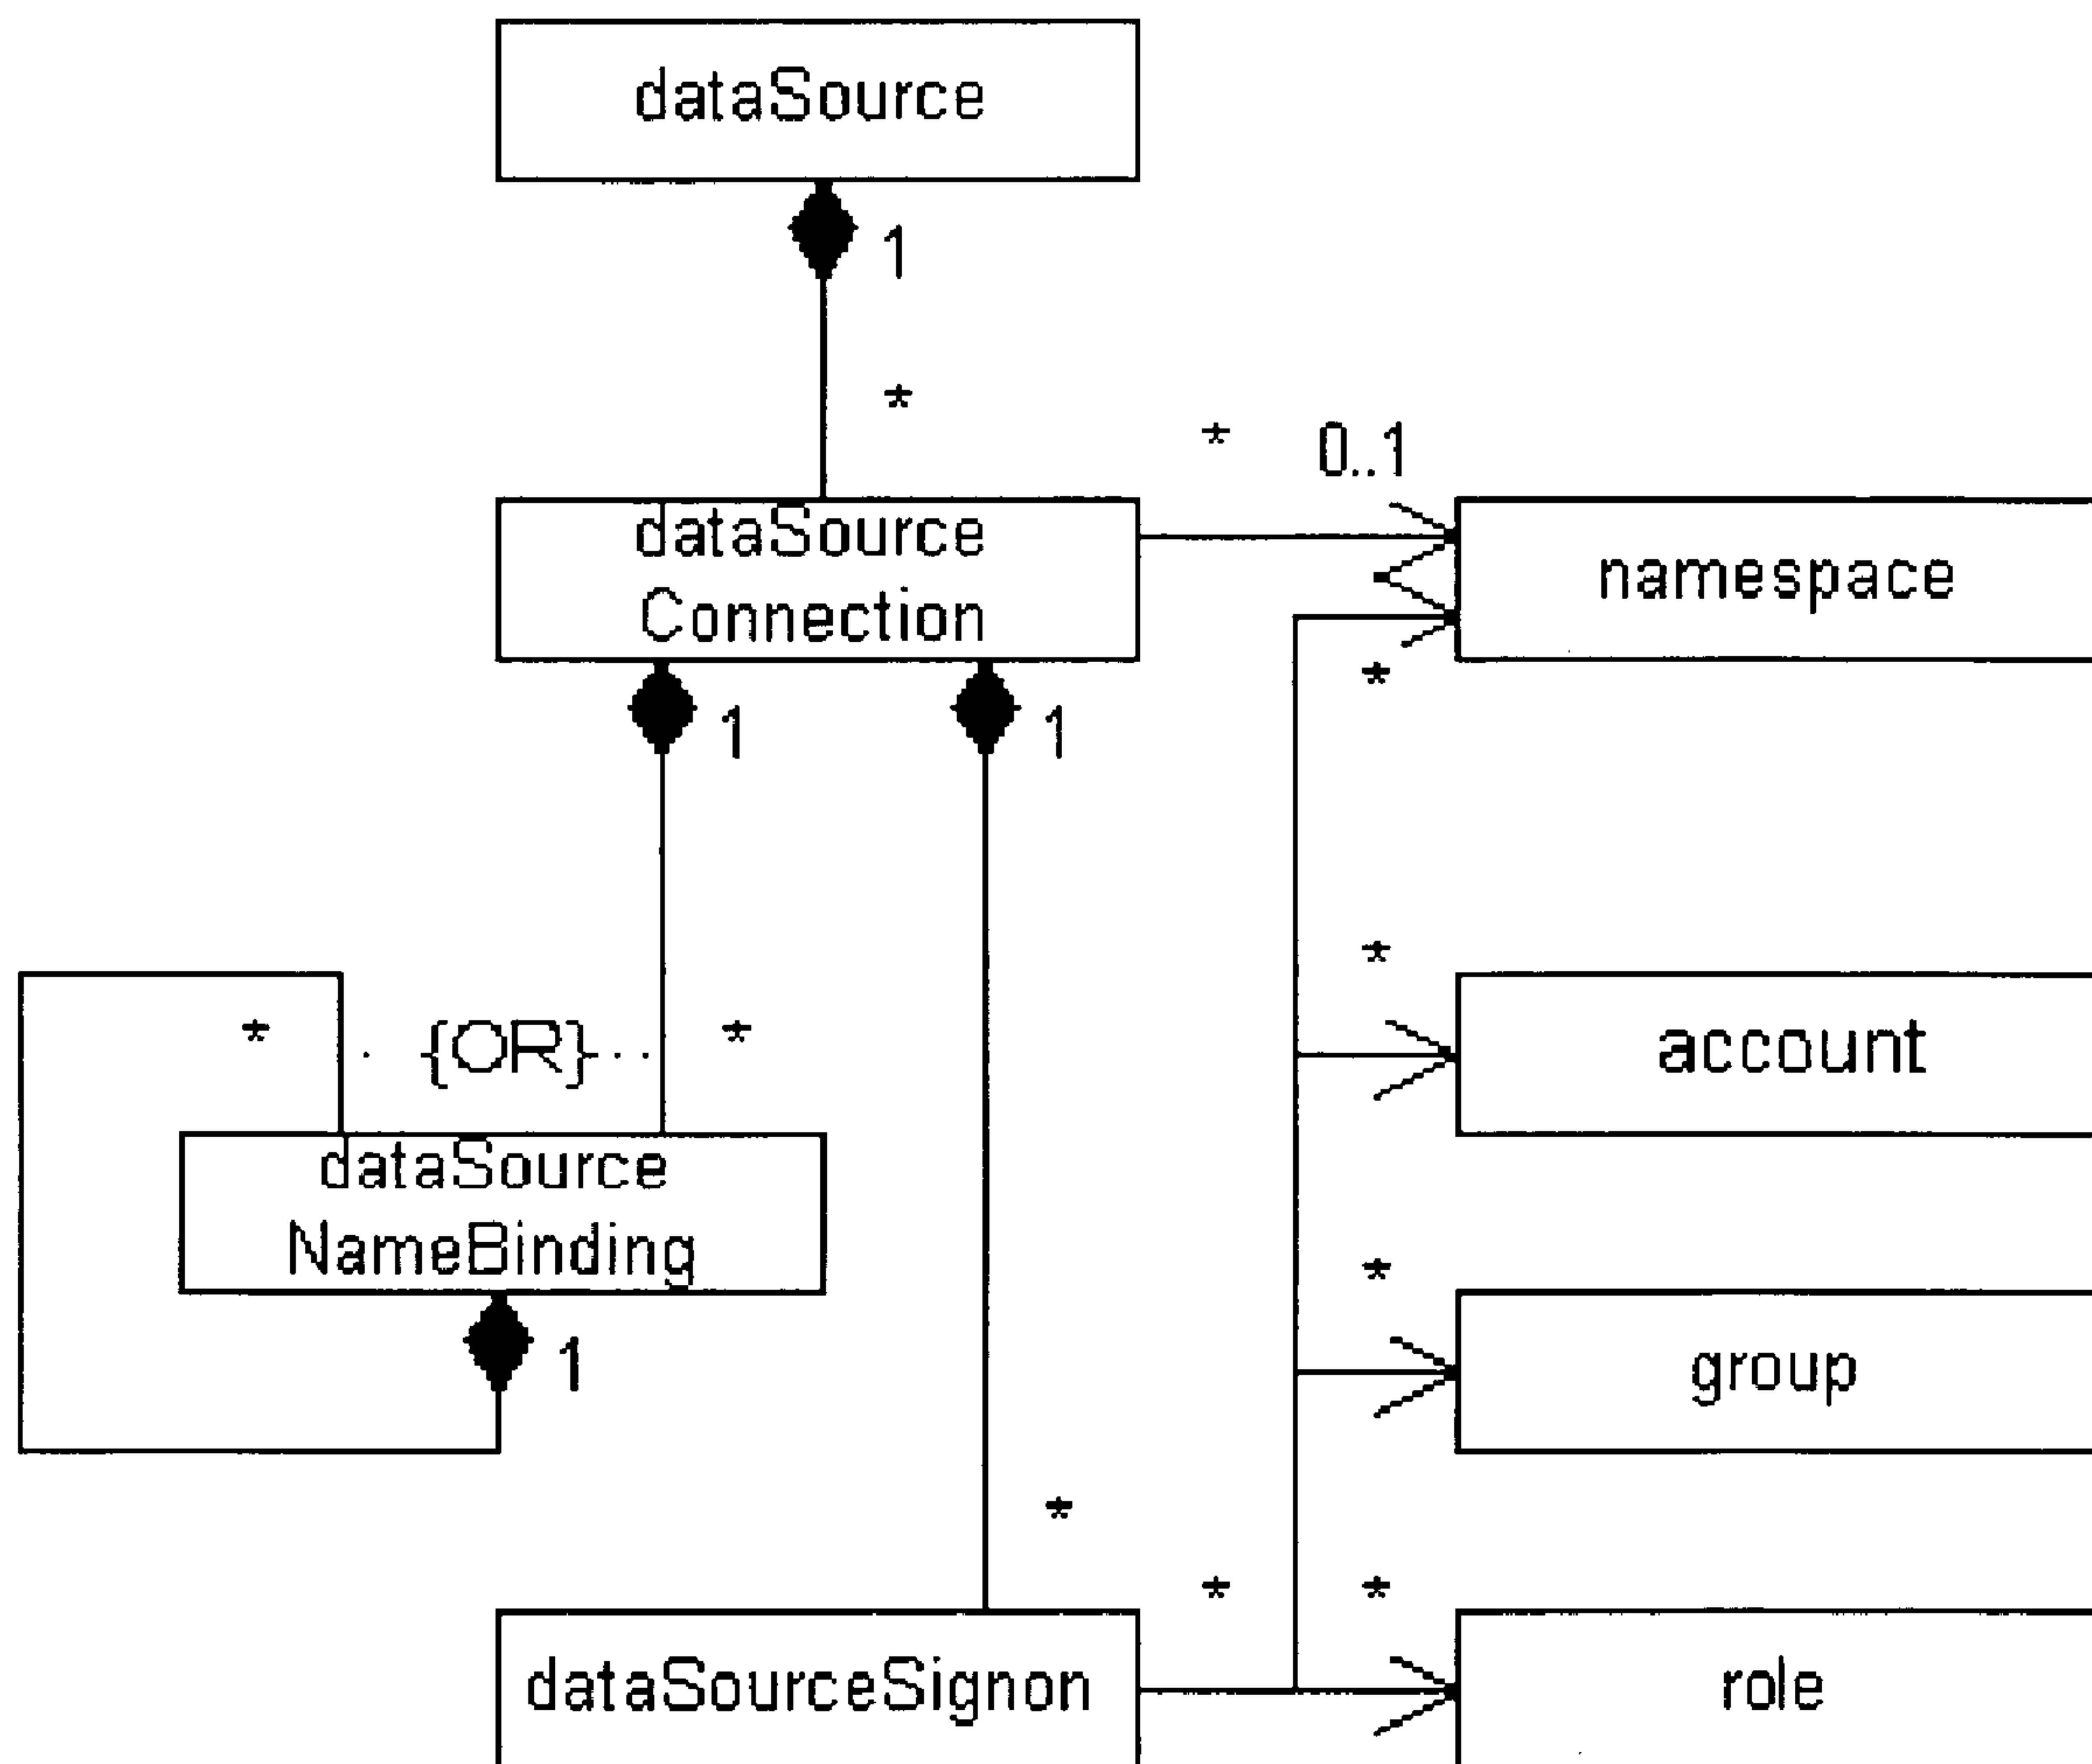 dataSource
1
*
* 0..1
dataSource
Connection
namespace
*
1
1
*
account
* {OR} *
dataSource
NameBinding
*
group
1
*
* *
dataSourceSignon
role